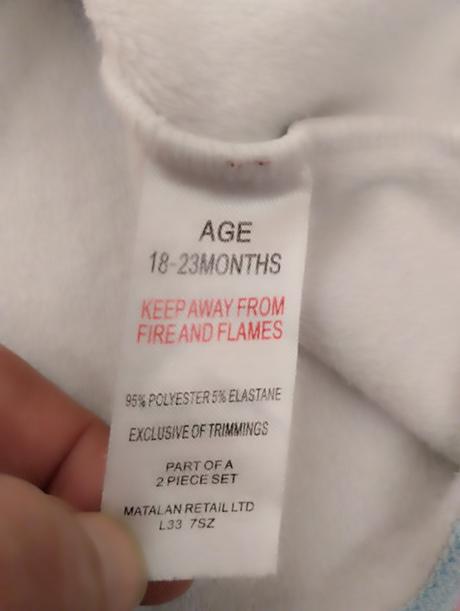 AGE
18-23MONTHS
KEEP AWAY FROM
FIRE AND FLAMES
95% POLYESTER 5% ELASTANE
EXCLUSIVE OF TRIMMINGS
PART OF A
2 PIECE SET
MATALAN RETAIL LTD
L33 7SZ